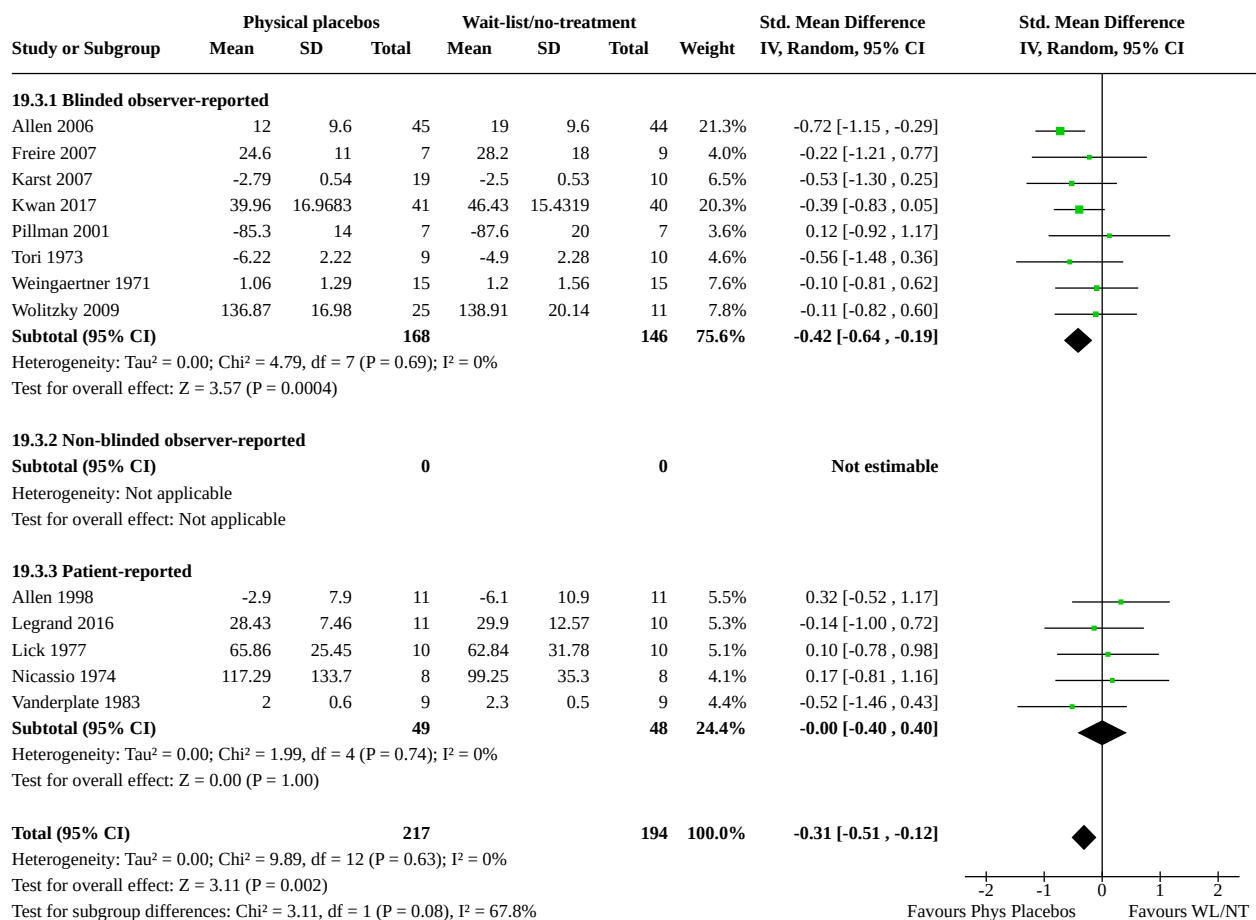 Physical placebos Wait-list/no-treatment Std. Mean Difference Std. Mean Difference
Study or Subgroup Mean SD Total Mean SD Total Weight IV, Random, 95% CI IV, Random, 95% CI
19.3.1 Blinded observer-reported
Allen 2006 12 9.6 45 19 9.6 44 21.3% -0.72 [-1.15 , -0.29]
Freire 2007 24.6 11 7 28.2 18 9 4.0% -0.22 [-1.21 , 0.77]
Karst 2007 -2.79 0.54 19 -2.5 0.53 10 6.5% -0.53 [-1.30 , 0.25]
Kwan 2017 39.96 16.9683 41 46.43 15.4319 40 20.3% -0.39 [-0.83 , 0.05]
Pillman 2001 -85.3 14 7 -87.6 20 7 3.6% 0.12 [-0.92 , 1.17]
Tori 1973 -6.22 2.22 9 -4.9 2.28 10 4.6% -0.56 [-1.48 , 0.36]
Weingaertner 1971 1.06 1.29 15 1.2 1.56 15 7.6% -0.10 [-0.81 , 0.62]
Wolitzky 2009 136.87 16.98 25 138.91 20.14 11 7.8% -0.11 [-0.82 , 0.60]
Subtotal (95% CI) 168 146 75.6% -0.42 [-0.64 , -0.19]
Heterogeneity: Tau² = 0.00; Chi² = 4.79, df = 7 (P = 0.69); I² = 0%
Test for overall effect: Z = 3.57 (P = 0.0004)
19.3.2 Non-blinded observer-reported
Subtotal (95% CI) 0 0 Not estimable
Heterogeneity: Not applicable
Test for overall effect: Not applicable
19.3.3 Patient-reported
Allen 1998 -2.9 7.9 11 -6.1 10.9 11 5.5% 0.32 [-0.52 , 1.17]
Legrand 2016 28.43 7.46 11 29.9 12.57 10 5.3% -0.14 [-1.00 , 0.72]
Lick 1977 65.86 25.45 10 62.84 31.78 10 5.1% 0.10 [-0.78 , 0.98]
Nicassio 1974 117.29 133.7 8 99.25 35.3 8 4.1% 0.17 [-0.81 , 1.16]
Vanderplate 1983 2 0.6 9 2.3 0.5 9 4.4% -0.52 [-1.46 , 0.43]
Subtotal (95% CI) 49 48 24.4% -0.00 [-0.40 , 0.40]
Heterogeneity: Tau² = 0.00; Chi² = 1.99, df = 4 (P = 0.74); I² = 0%
Test for overall effect: Z = 0.00 (P = 1.00)
Total (95% CI) 217 194 100.0% -0.31 [-0.51 , -0.12]
Heterogeneity: Tau² = 0.00; Chi² = 9.89, df = 12 (P = 0.63); I² = 0%
Test for overall effect: Z = 3.11 (P = 0.002) -2 -1 0 1 2
Test for subgroup differences: Chi² = 3.11, df = 1 (P = 0.08), I² = 67.8% Favours Phys Placebos Favours WL/NT